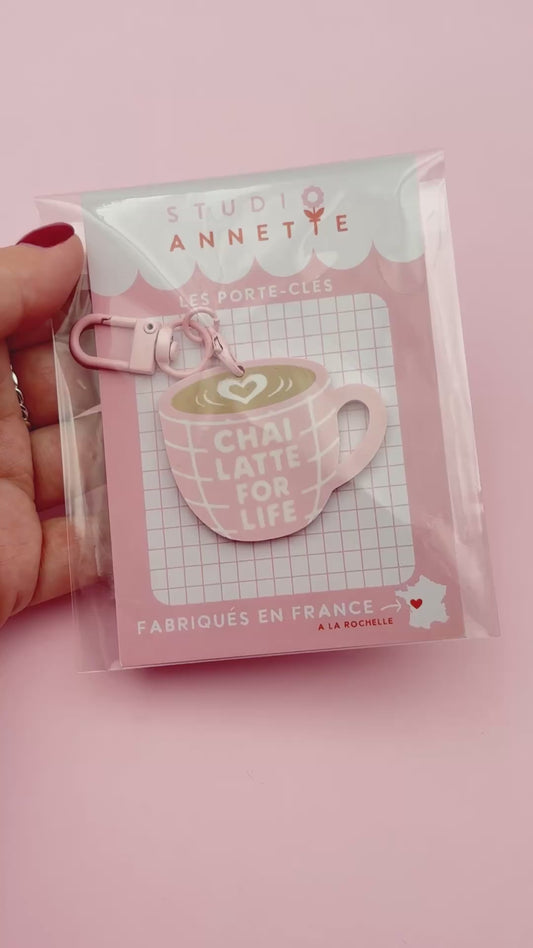 STUDIO
ANNETTE
LES PORTE-CLÉS
CHAI
LATTE
FOR
LIFE
FABRIQUÉS EN FRANCE
A LA ROCHELLE